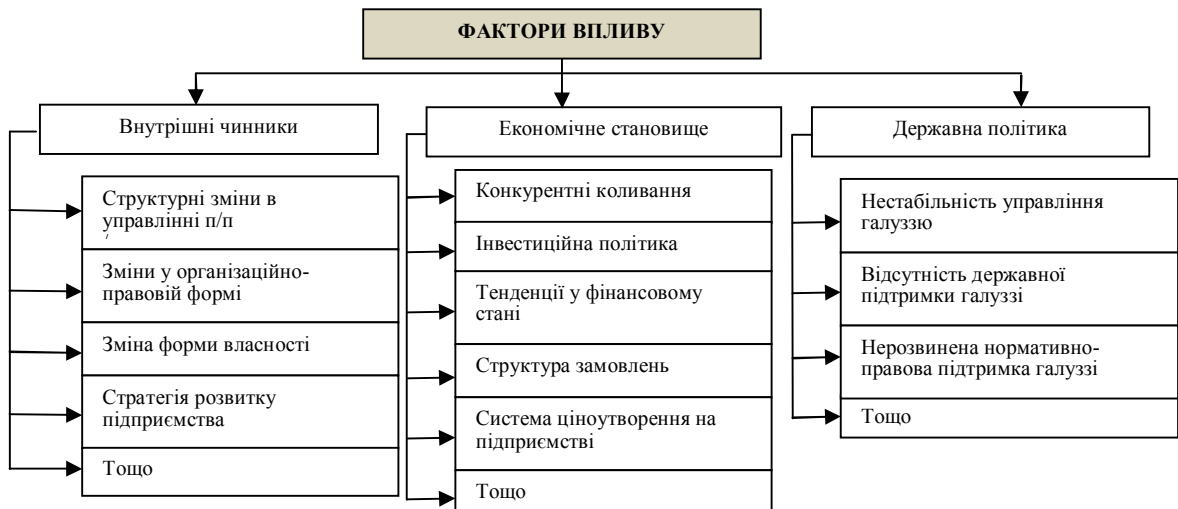 ФАКТОРИ ВПЛИВУ
Внутрішні чинники
Структурні зміни в
управлінні п/п
Зміни у організаційно-
правовій формі
Зміна форми власності
Стратегія розвитку
підприємства
Тощо
Економічне становище
Конкурентні коливання
Інвестиційна політика
Тенденції у фінансовому
стані
Структура замовлень
Система ціноутворення на
підприємстві
Тощо
Державна політика
Нестабільність управління
галуззю
Відсутність державної
підтримки галуззі
Нерозвинена нормативно-
правова підтримка галуззі
Тощо